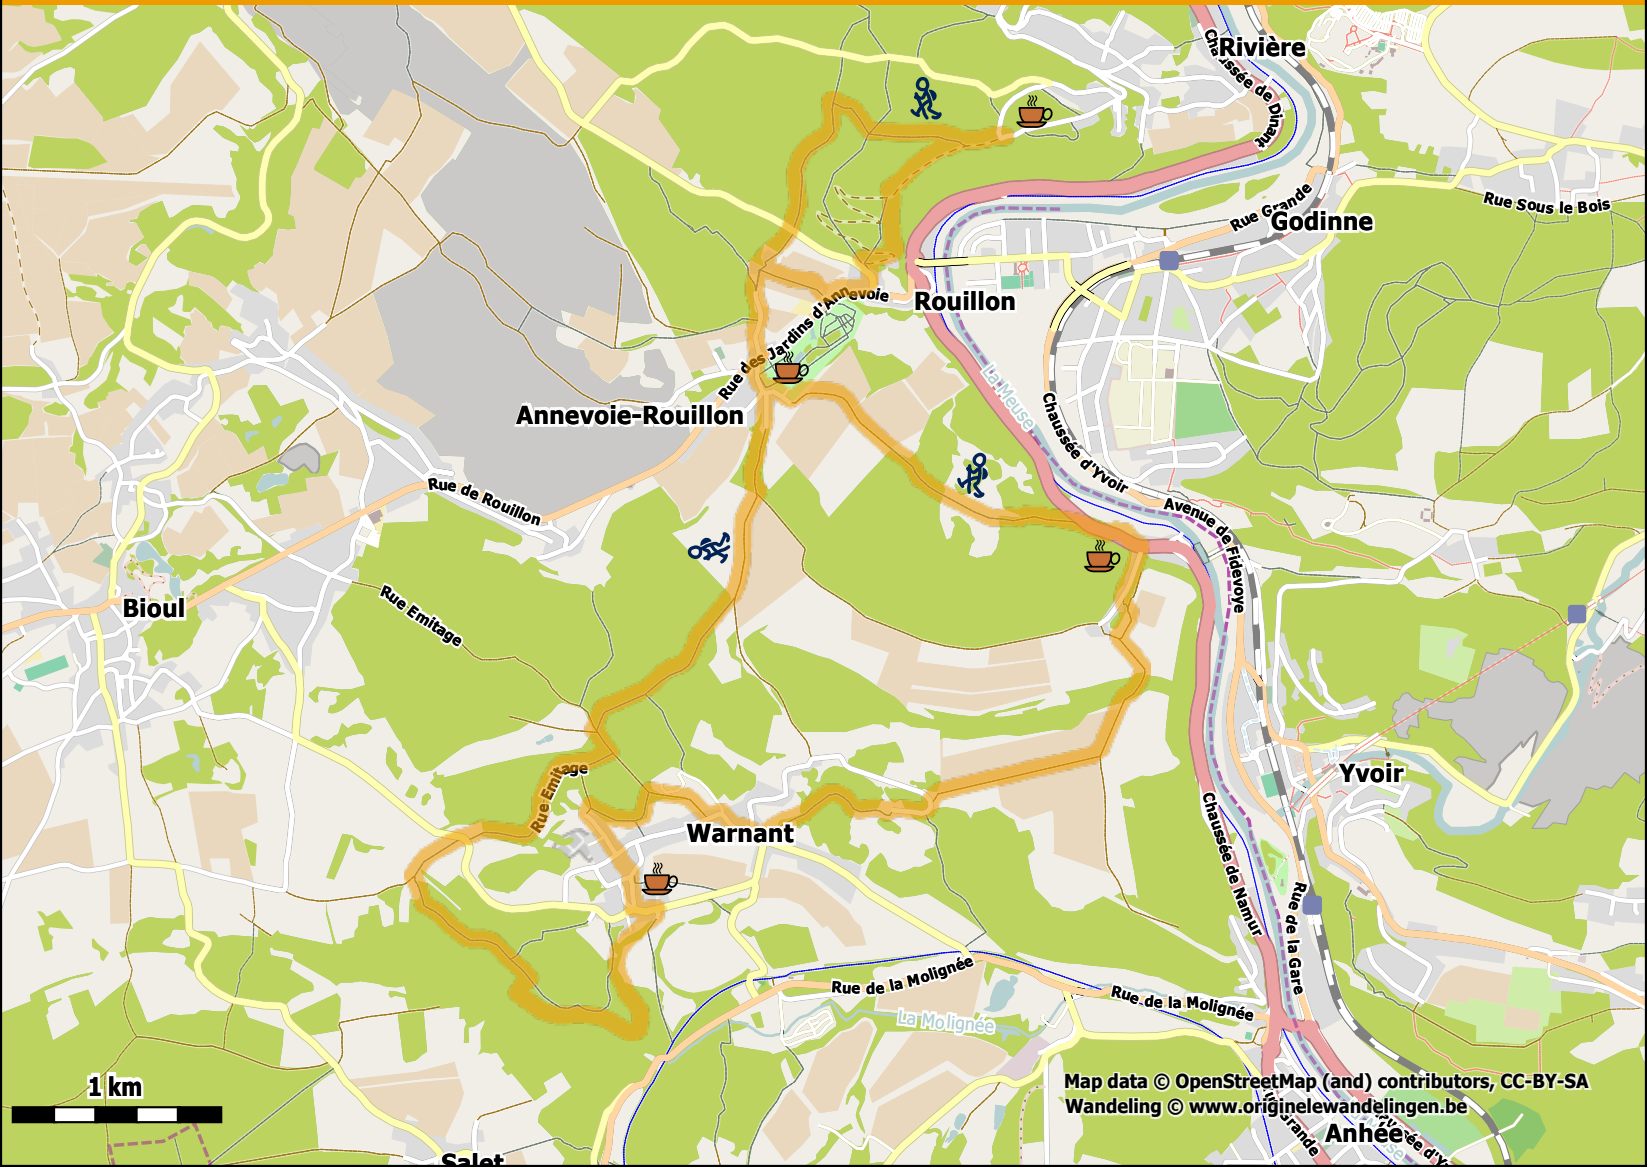 Rivière
Chaussée de Dinant
Rue Sous le Bois
Rue Grande
Godinne
Rouillon
Rue des Jardins d'Annevoie
La Meuse
Annevoie-Rouillon
Chaussée d'Yvoir
Rue de Rouillon
Avenue de Fidevoye
Bioul
Rue Emitage
Rue Emitage
Yvoir
Warnant
Chaussée de Namur
Rue de la Gare
Rue de la Molignée
Rue de la Molignée
La Molignée
1 km
Map data © OpenStreetMap (and) contributors, CC-BY-SA
Wandeling © www.originelewandelingen.be
Anhée
Salet